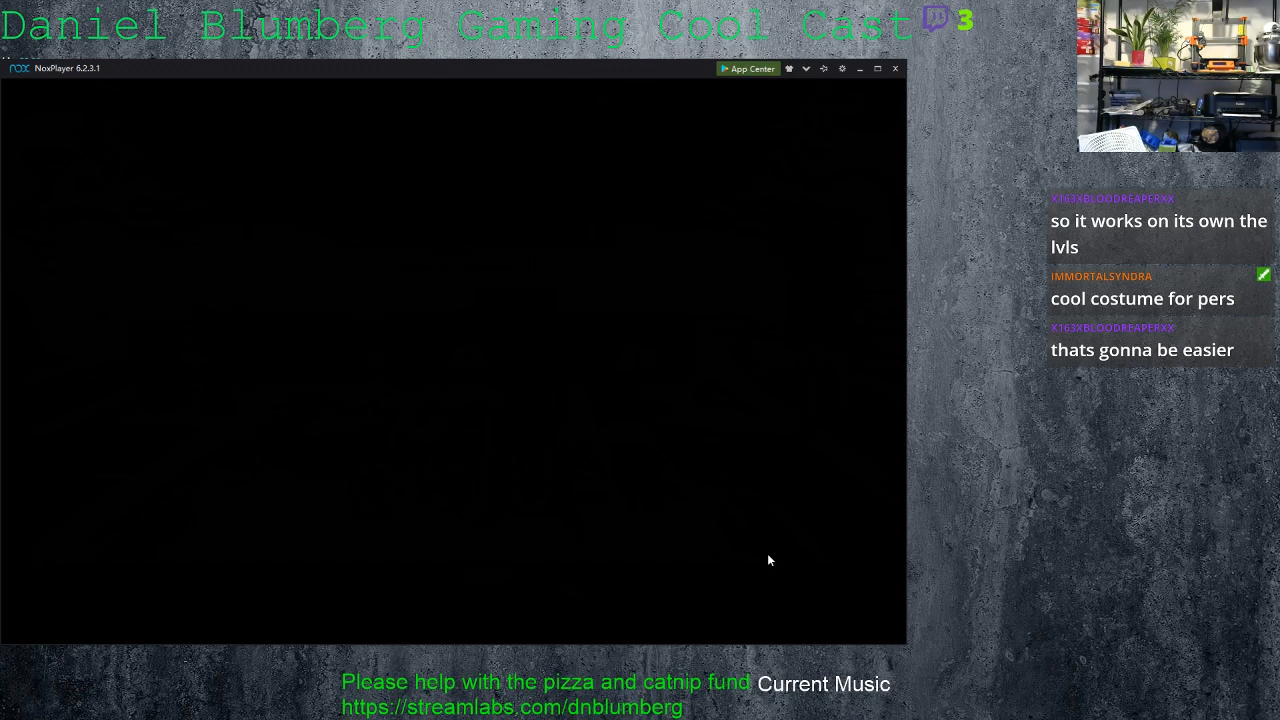 Daniel Blumberg Gaming Cool Cast 3
nox NoxPlayer 6.2.3.1
App Center
X163XBLOODREAPERXX
so it works on its own the
lvls
IMMORTALSYNDRA
cool costume for pers
X163XBLOODREAPERXX
thats gonna be easier
Please help with the pizza and catnip fund
https://streamlabs.com/dnblumberg
Current Music